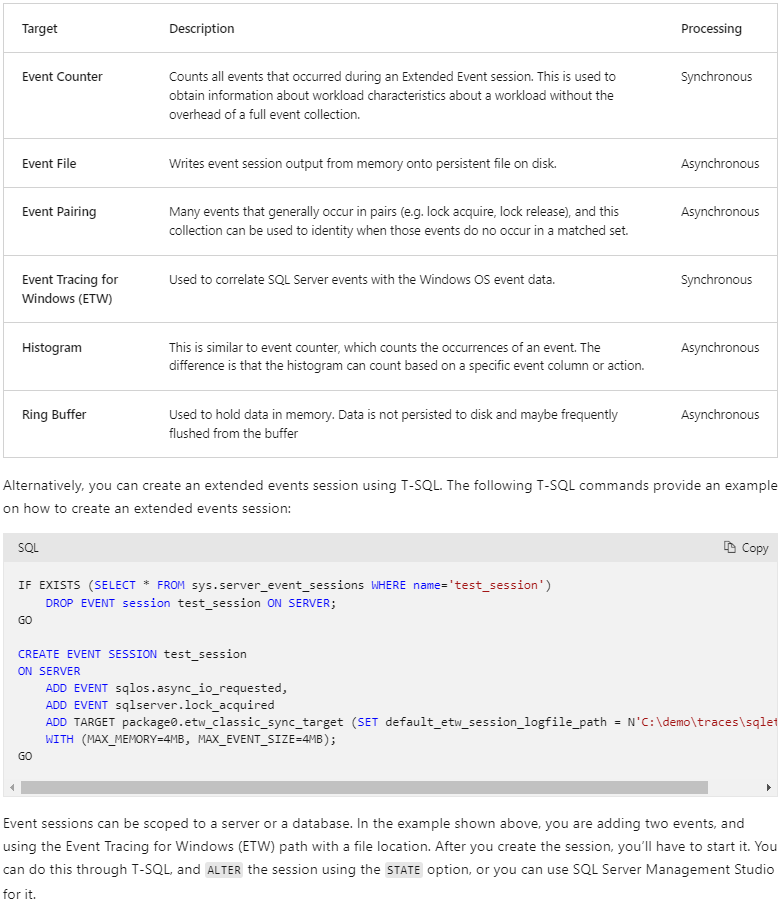 Target Description Processing
Event Counter Counts all events that occurred during an Extended Event session. This is used to Synchronous
obtain information about workload characteristics about a workload without the
overhead of a full event collection.
Event File Writes event session output from memory onto persistent file on disk. Asynchronous
Event Pairing Many events that generally occur in pairs (e.g. lock acquire, lock release), and this Asynchronous
collection can be used to identity when those events do no occur in a matched set.
Event Tracing for Used to correlate SQL Server events with the Windows OS event data. Synchronous
Windows (ETW)
Histogram This is similar to event counter, which counts the occurrences of an event. The Asynchronous
difference is that the histogram can count based on a specific event column or action.
Ring Buffer Used to hold data in memory. Data is not persisted to disk and maybe frequently Asynchronous
flushed from the buffer
Alternatively, you can create an extended events session using T-SQL. The following T-SQL commands provide an example
on how to create an extended events session:
SQL Copy
IF EXISTS (SELECT * FROM sys.server_event_sessions WHERE name='test_session')
DROP EVENT session test_session ON SERVER;
GO
CREATE EVENT SESSION test_session
ON SERVER
ADD EVENT sqlos.async_io_requested,
ADD EVENT sqlserver.lock_acquired
ADD TARGET package0.etw_classic_sync_target (SET default_etw_session_logfile_path = N'C:\demo\traces\sqlet
WITH (MAX_MEMORY=4MB, MAX_EVENT_SIZE=4MB);
GO
Event sessions can be scoped to a server or a database. In the example shown above, you are adding two events, and
using the Event Tracing for Windows (ETW) path with a file location. After you create the session, you'll have to start it. You
can do this through T-SQL, and ALTER the session using the STATE option, or you can use SQL Server Management Studio
for it.